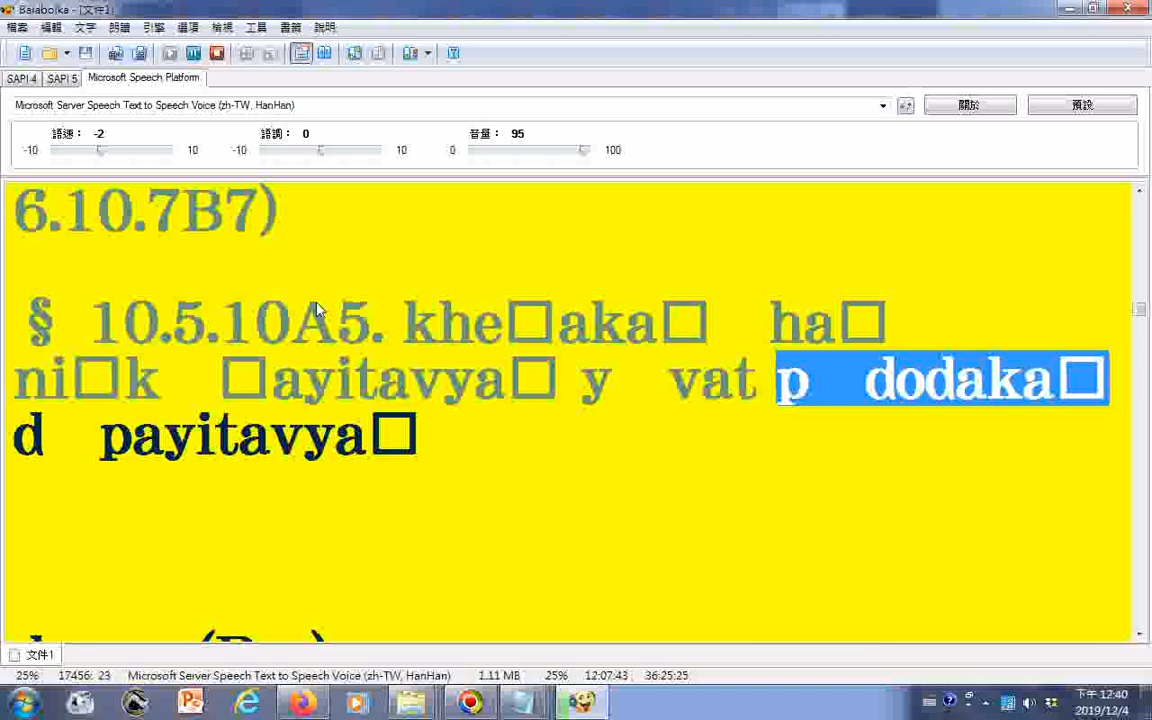 Balabolka - [文件1]
檔案 編輯 文字 朗讀 引擎 選項 檢視 工具 書籤 說明
SAPI 4 SAPI 5 Microsoft Speech Platform
Microsoft Server Speech Text to Speech Voice (zh-TW, HanHan) 關於 預設
語速： -2 語調： 0 音量： 95
-10 10 -10 10 0 100
6.10.7B7)
§ 10.5.10A5. khe□aka□ ha□
ni□k □ayitavya□ y vat p dodaka□
d payitavya□
文件1
25% 17456: 23 Microsoft Server Speech Text to Speech Voice (zh-TW, HanHan) 1.11 MB 25% 12:07:43 36:25:25
下午 12:40
2019/12/4